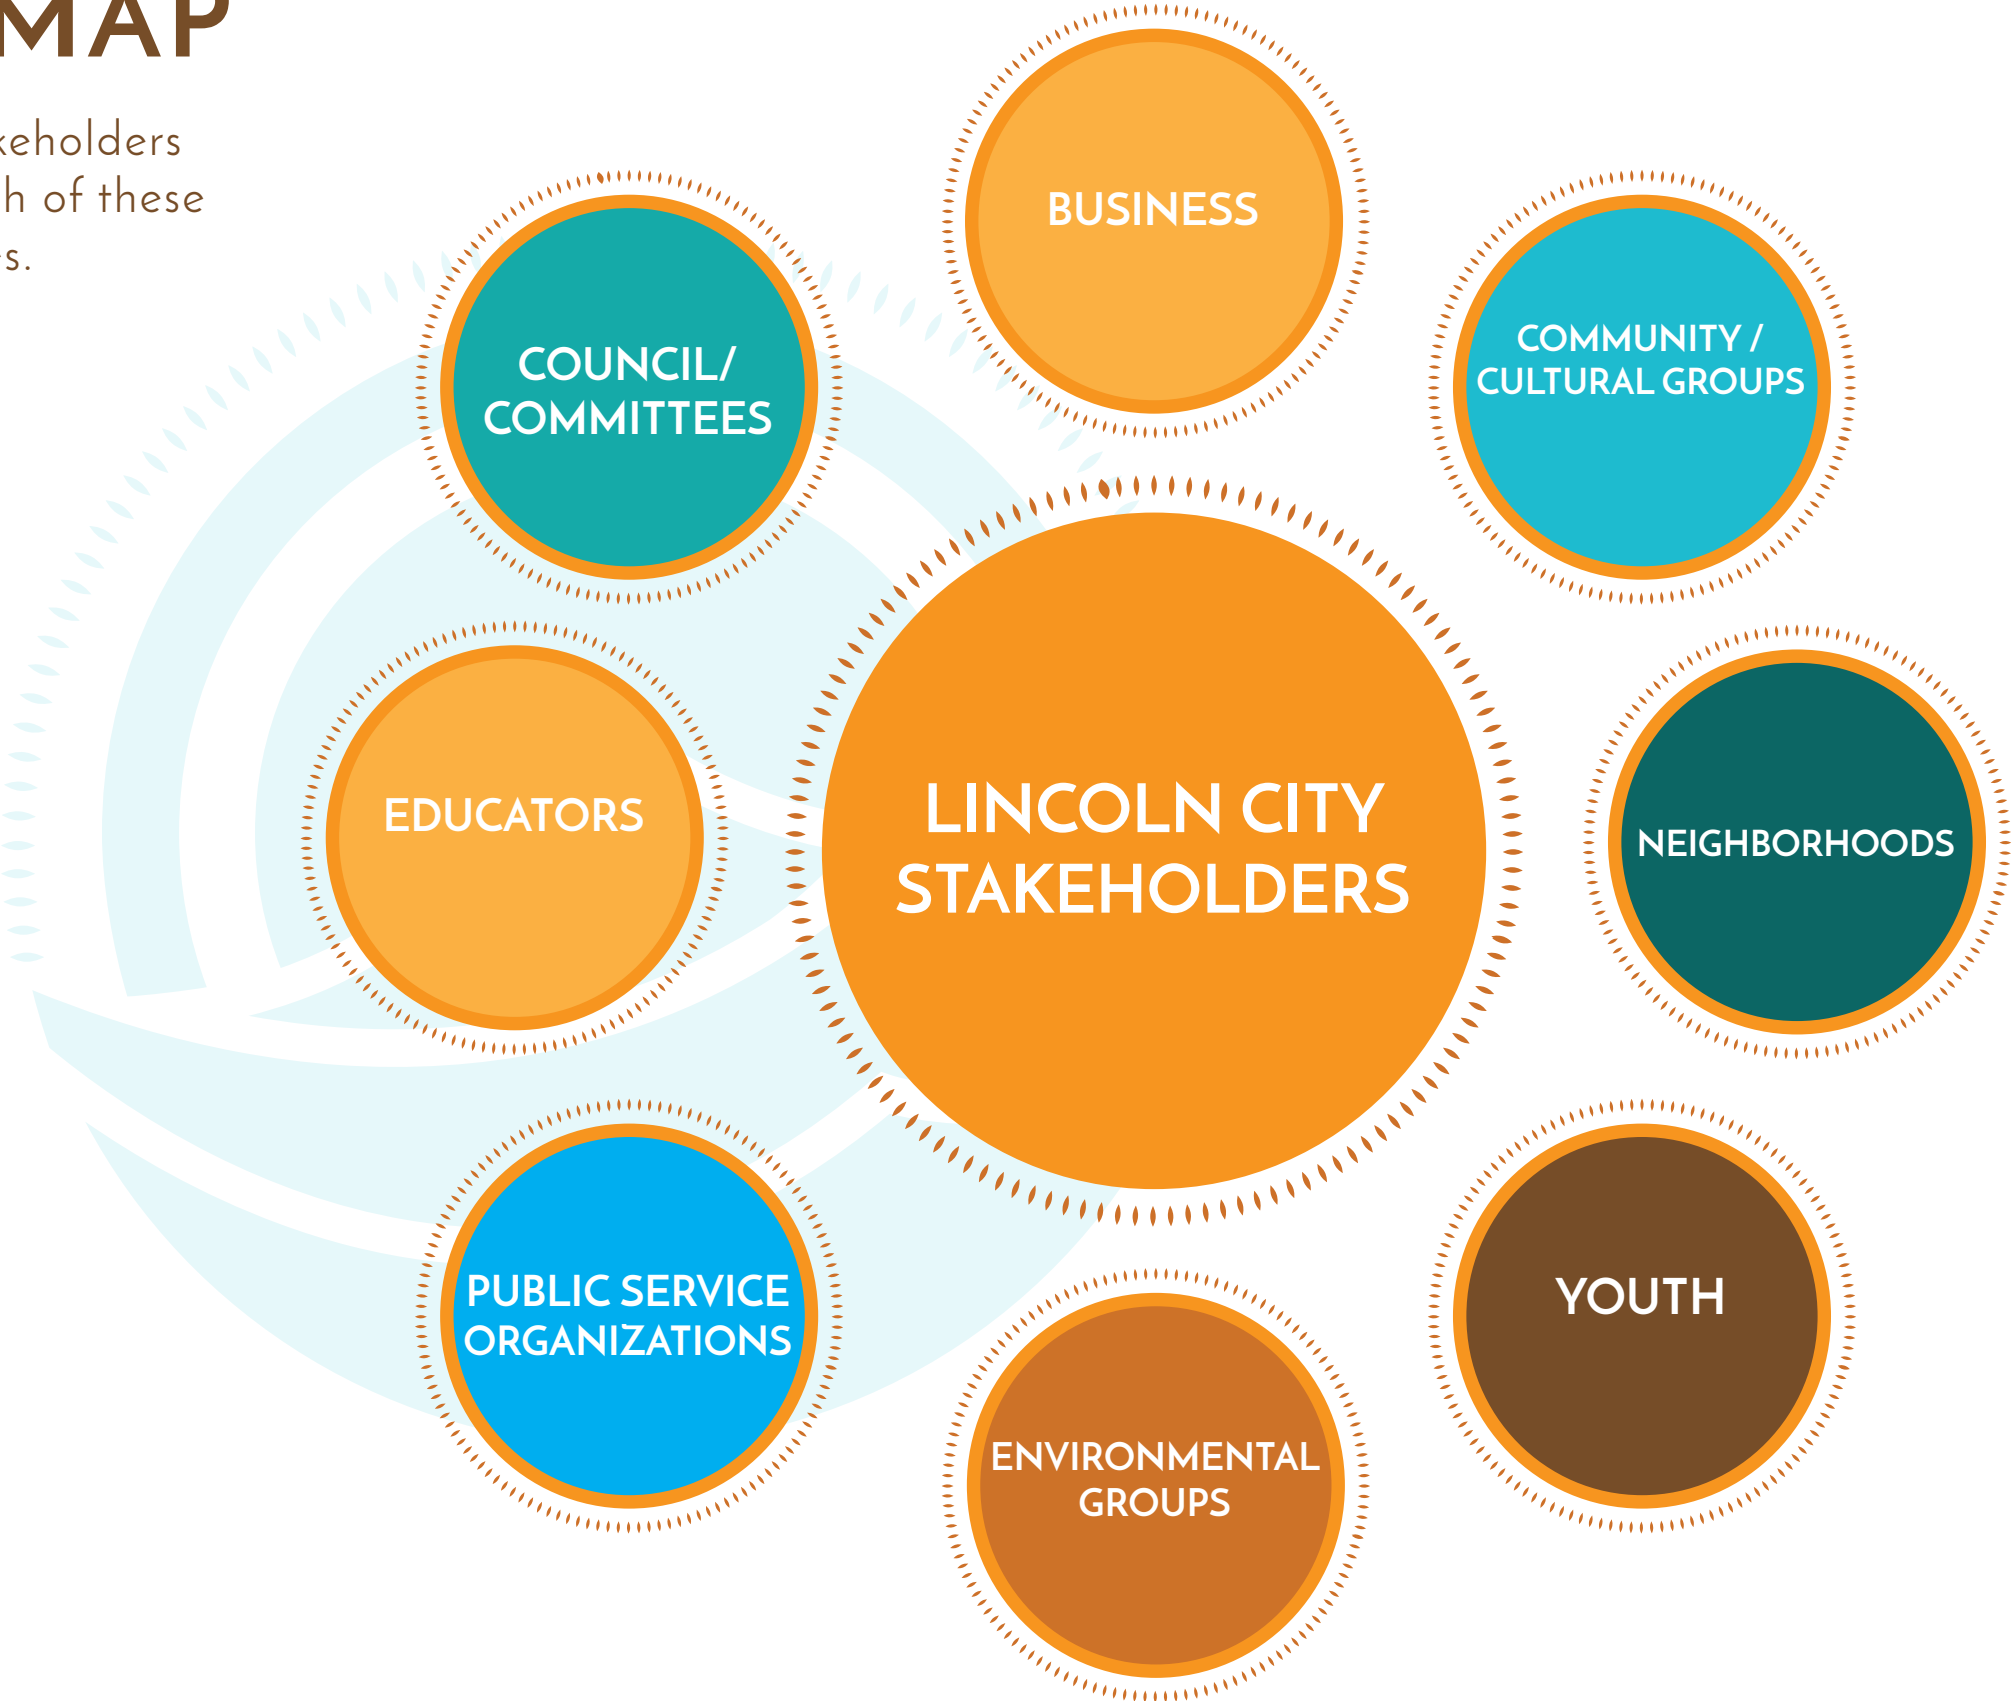 MAP
keholders
h of these
s.
BUSINESS
COUNCIL/
COMMITTEES
COMMUNITY /
CULTURAL GROUPS
EDUCATORS
LINCOLN CITY
STAKEHOLDERS
NEIGHBORHOODS
PUBLIC SERVICE
ORGANIZATIONS
YOUTH
ENVIRONMENTAL
GROUPS